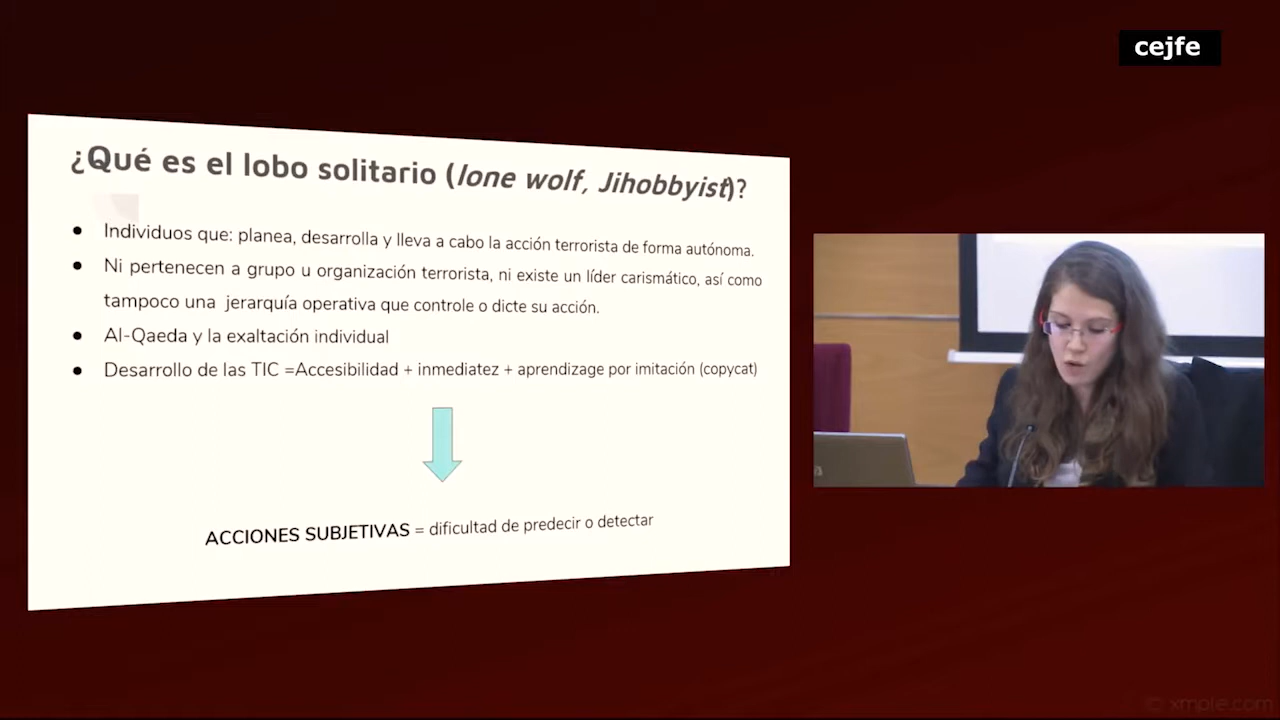 cejfe
¿Qué es el lobo solitario (lone wolf, Jihobbyist)?
● Individuos que: planea, desarrolla y lleva a cabo la acción terrorista de forma autónoma.
● Ni pertenecen a grupo u organización terrorista, ni existe un líder carismático, así como
tampoco una jerarquía operativa que controle o dicte su acción.
● Al-Qaeda y la exaltación individual
● Desarrollo de las TIC =Accesibilidad + inmediatez + aprendizage por imitación (copycat)
ACCIONES SUBJETIVAS = dificultad de predecir o detectar
© xmple.com